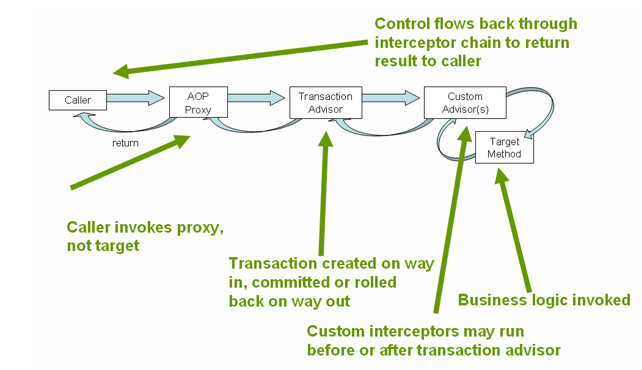 Control flows back through
interceptor chain to return
result to caller
Caller
AOP
Proxy
Transaction
Advisor
Custom
Advisor(s)
Target
Method
return
Caller invokes proxy,
not target
Transaction created on way
in, committed or rolled
back on way out
Business logic invoked
Custom interceptors may run
before or after transaction advisor